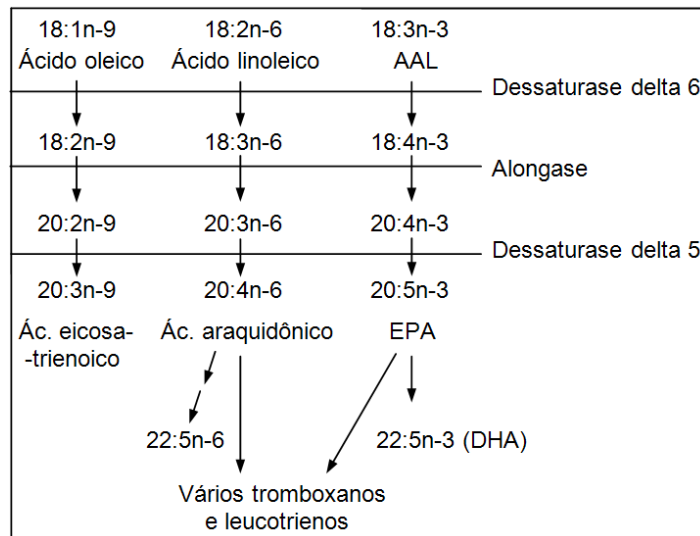 18:1n-9 18:2n-6 18:3n-3
Ácido oleico Ácido linoleico AAL
Dessaturase delta 6
18:2n-9 18:3n-6 18:4n-3
Alongase
20:2n-9 20:3n-6 20:4n-3
Dessaturase delta 5
20:3n-9 20:4n-6 20:5n-3
Ác. eicosa- Ác. araquidônico EPA
-trienoico
22:5n-6 22:5n-3 (DHA)
Vários tromboxanos
e leucotrienos